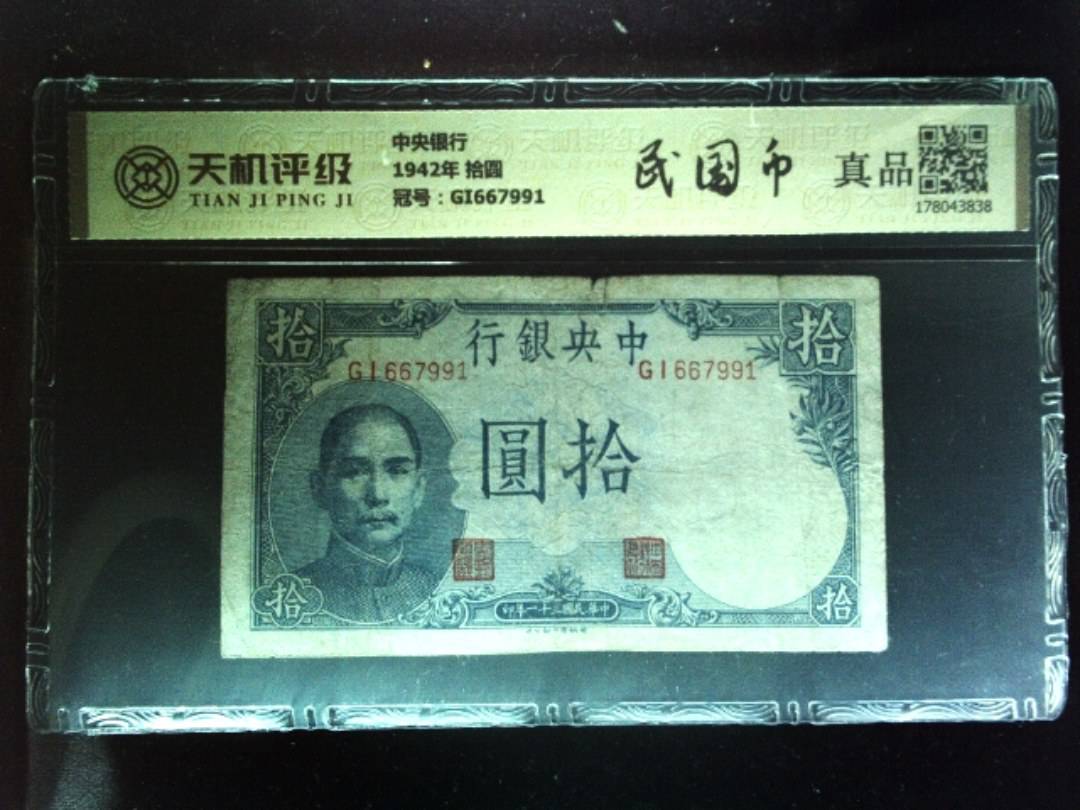 天机评级
TIAN JI PING JI
中央银行
1942年 拾圆
冠号：GI667991
民国币
真品
178043838
拾
行銀央中
拾
GI667991
GI667991
圓拾
拾
印年一十三國民華中
拾